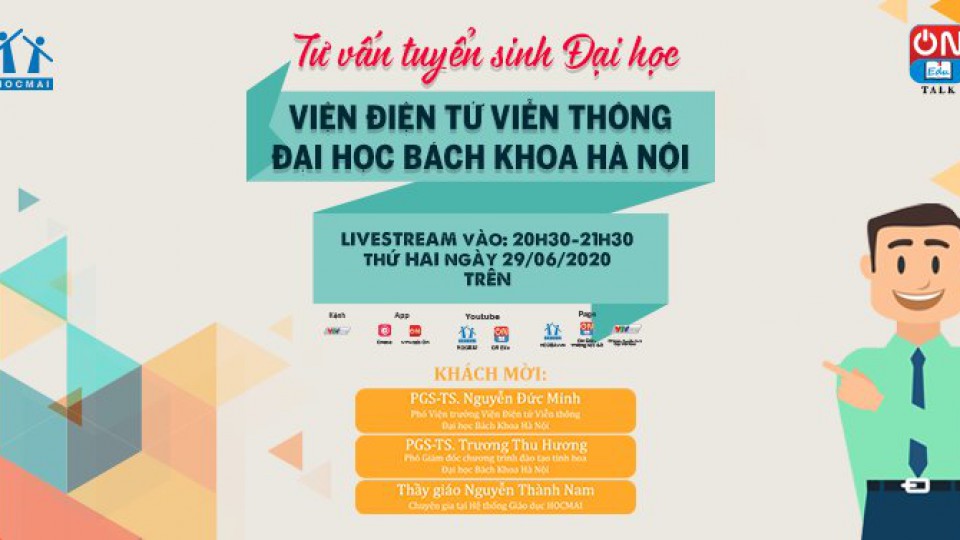 HOCMAI
ON
Edu
TALK
Tư vấn tuyển sinh Đại học
VIỆN ĐIỆN TỬ VIỄN THÔNG
ĐẠI HỌC BÁCH KHOA HÀ NỘI
LIVESTREAM VÀO: 20H30-21H30
THỨ HAI NGÀY 29/06/2020
TRÊN
Kênh App Youtube Page
HOCMAI ON Edu
KHÁCH MỜI:
PGS-TS. Nguyễn Đức Minh
Phó Viện trưởng Viện Điện tử Viễn thông
Đại học Bách Khoa Hà Nội
PGS-TS. Trương Thu Hương
Phó Giám đốc chương trình đào tạo tinh hoa
Đại học Bách Khoa Hà Nội
Thầy giáo Nguyễn Thành Nam
Chuyên gia tại Hệ thống Giáo dục HOCMAI